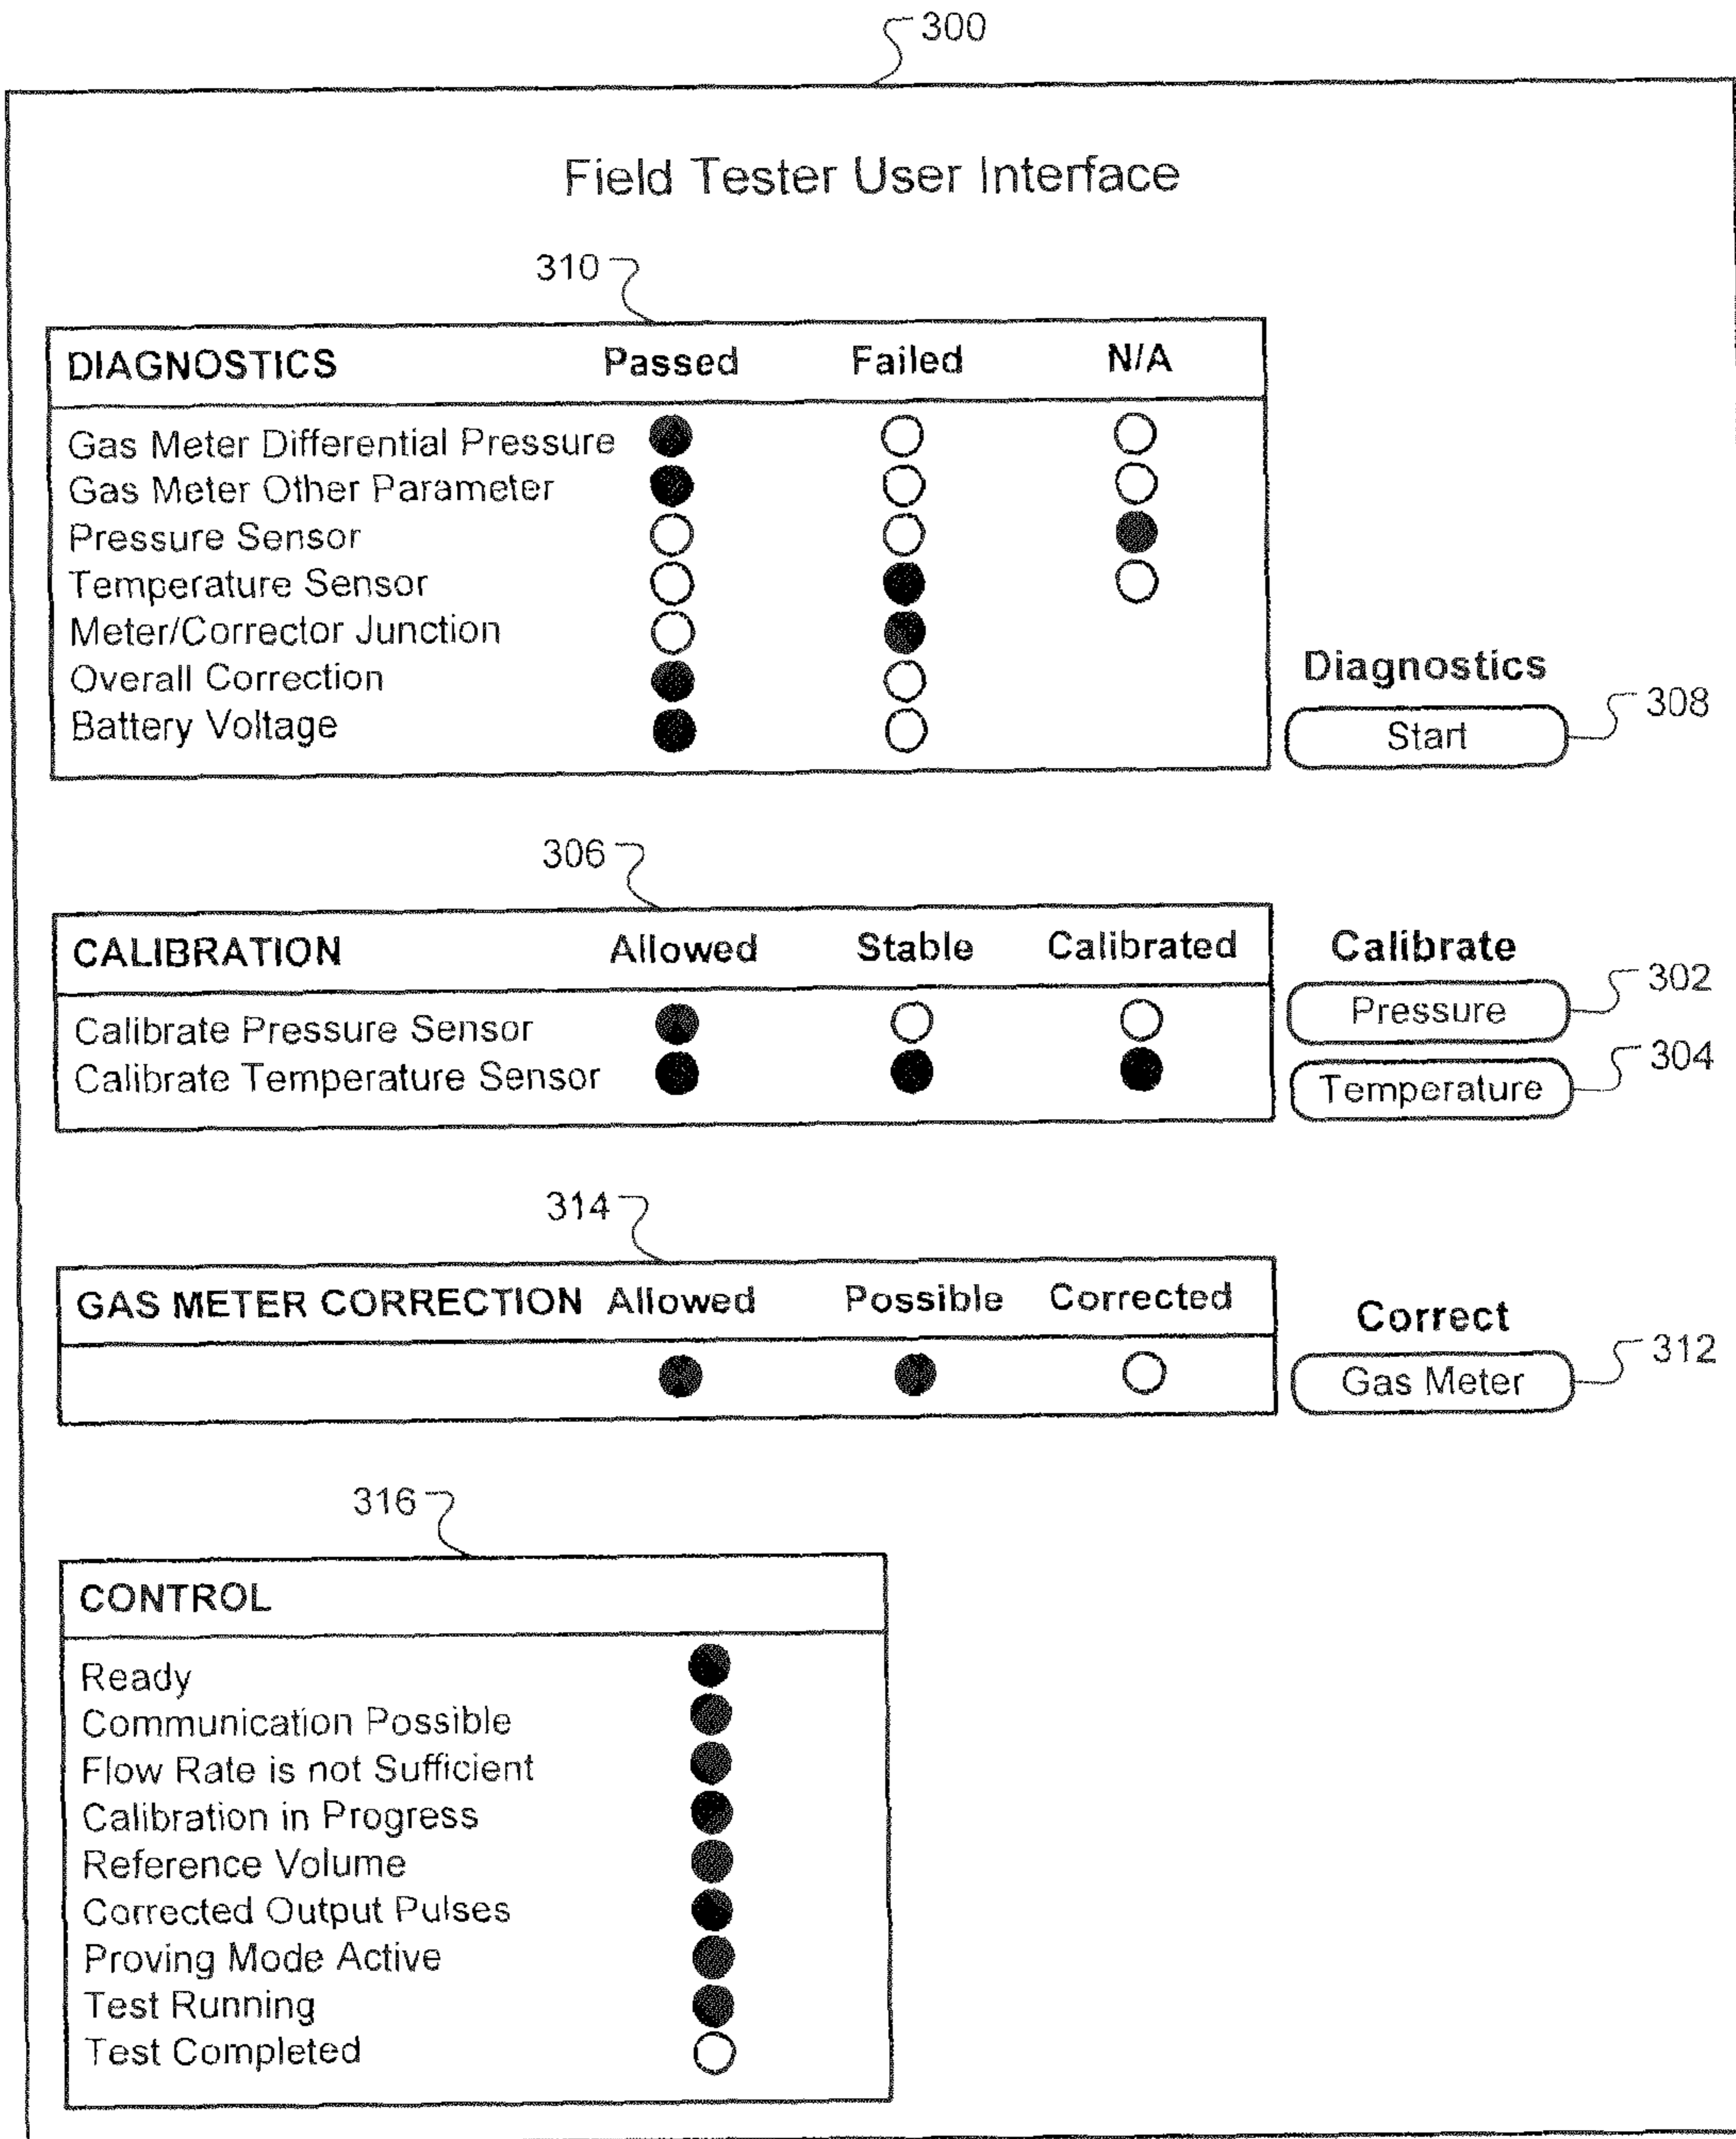 300
Field Tester User Interface
310
DIAGNOSTICS Passed Failed N/A
Gas Meter Differential Pressure
Gas Meter Other Parameter
Pressure Sensor
Temperature Sensor
Meter/Corrector Junction
Overall Correction
Battery Voltage
Diagnostics
Start
308
306
CALIBRATION Allowed Stable Calibrated
Calibrate Pressure Sensor
Calibrate Temperature Sensor
Calibrate
Pressure
302
Temperature
304
314
GAS METER CORRECTION Allowed Possible Corrected
Correct
Gas Meter
312
316
CONTROL
Ready
Communication Possible
Flow Rate is not Sufficient
Calibration in Progress
Reference Volume
Corrected Output Pulses
Proving Mode Active
Test Running
Test Completed